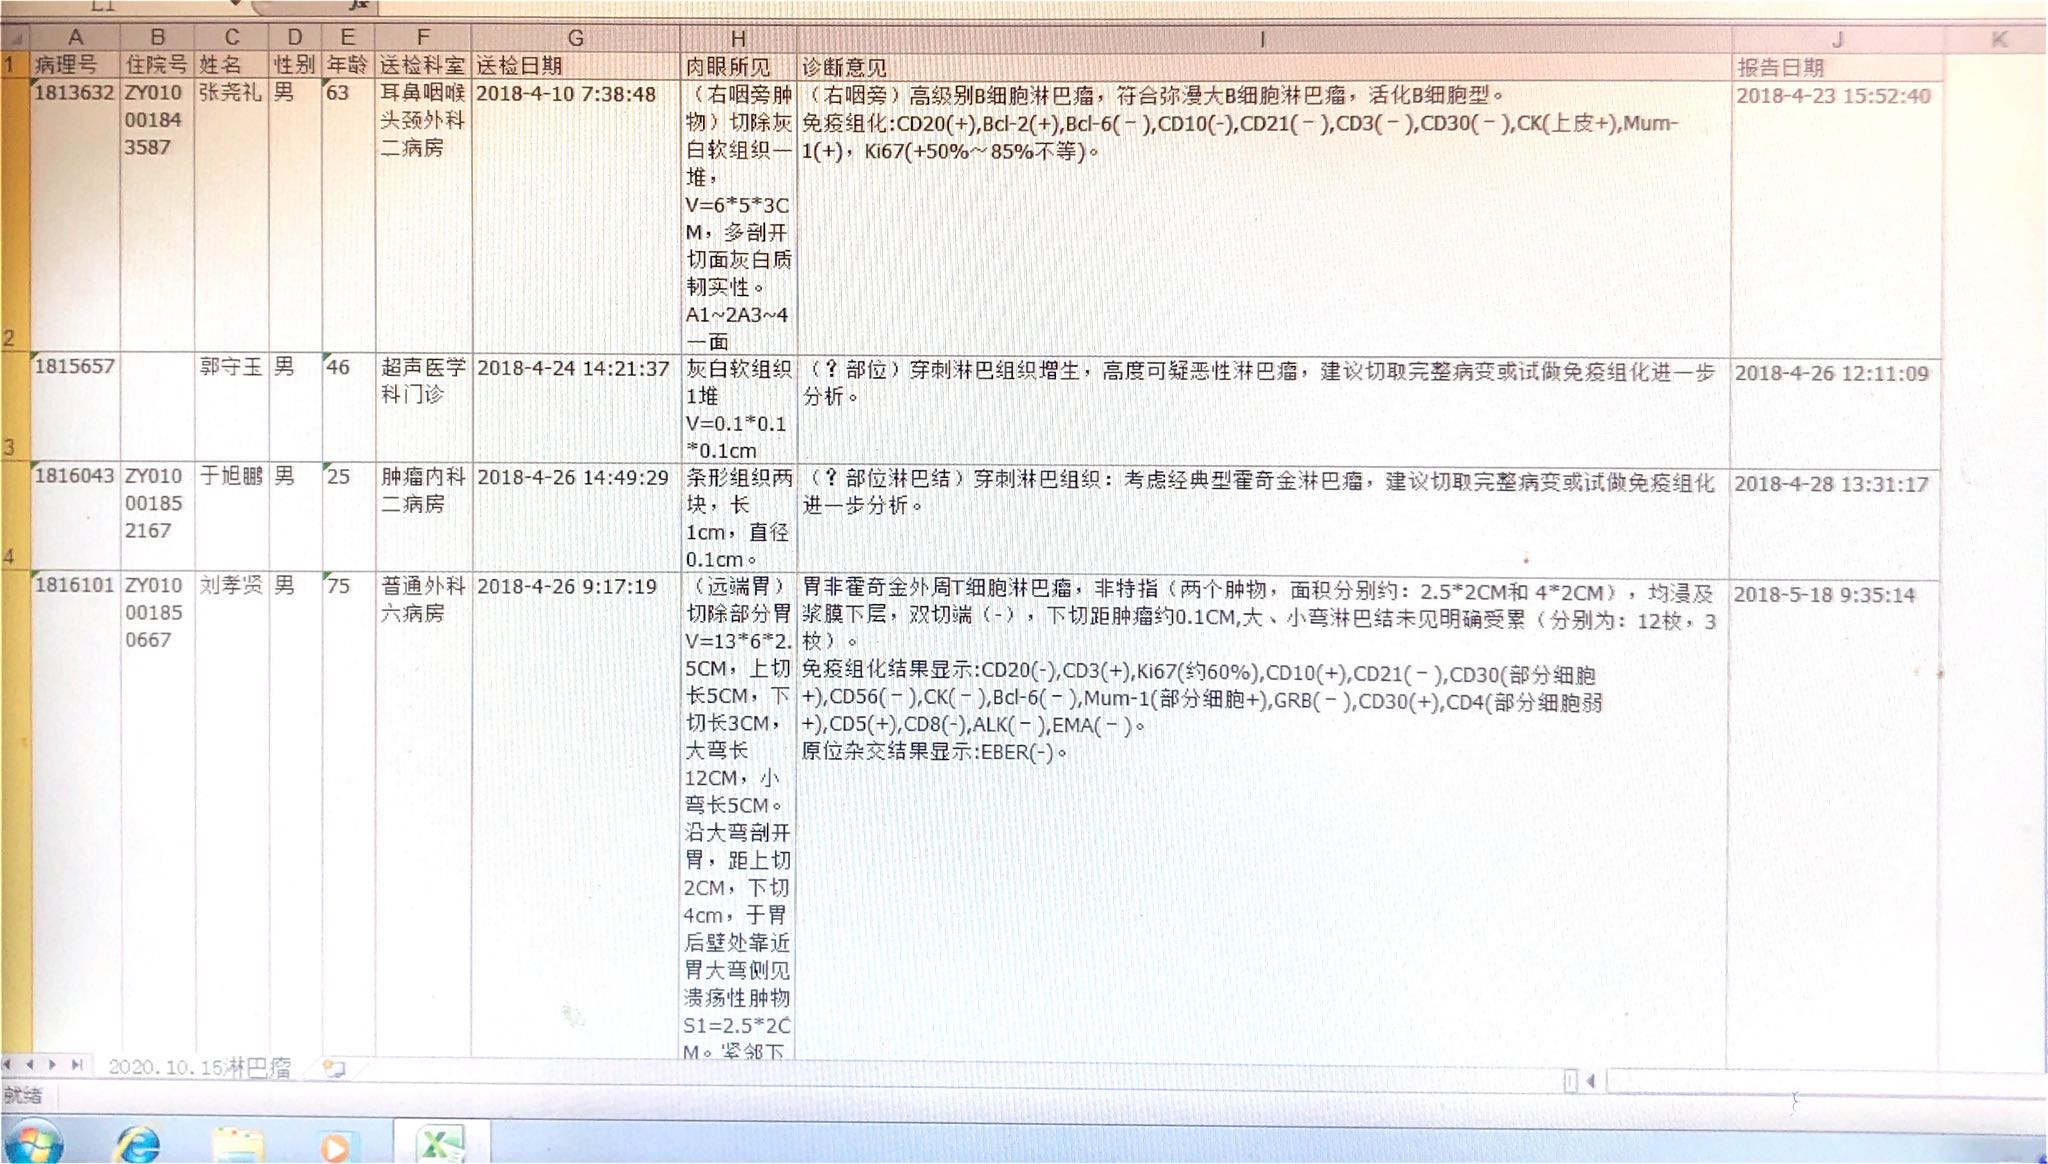 A B C D E F G H I J K
1 病理号 住院号 姓名 性别 年龄 送检科室 送检日期 肉眼所见 诊断意见 报告日期
1813632 ZY010 张尧礼 男 63 耳鼻咽喉 2018-4-10 7:38:48 （右咽旁肿 （右咽旁）高级别B细胞淋巴瘤，符合弥漫大B细胞淋巴瘤，活化B细胞型。 2018-4-23 15:52:40
00184 头颈外科 物）切除灰 免疫组化:CD20(+),Bcl-2(+),Bcl-6(－),CD10(-),CD21(－),CD3(－),CD30(－),CK(上皮+),Mum-
3587 二病房 白软组织一 1(+)，Ki67(+50%～85%不等)。
堆，
V=6*5*3C
M，多剖开
切面灰白质
韧实性。
A1~2A3~4
2 一面
1815657 郭守玉 男 46 超声医学 2018-4-24 14:21:37 灰白软组织 （？部位）穿刺淋巴组织增生，高度可疑恶性淋巴瘤，建议切取完整病变或试做免疫组化进一步 2018-4-26 12:11:09
科门诊 1堆 分析。
V=0.1*0.1
3 *0.1cm
1816043 ZY010 于旭鹏 男 25 肿瘤内科 2018-4-26 14:49:29 条形组织两 （？部位淋巴结）穿刺淋巴组织：考虑经典型霍奇金淋巴瘤，建议切取完整病变或试做免疫组化 2018-4-28 13:31:17
00185 二病房 块，长 进一步分析。
2167 1cm，直径
4 0.1cm。
1816101 ZY010 刘孝贤 男 75 普通外科 2018-4-26 9:17:19 （远端胃） 胃非霍奇金外周T细胞淋巴瘤，非特指（两个肿物，面积分别约：2.5*2CM和 4*2CM），均浸及 2018-5-18 9:35:14
00185 六病房 切除部分胃 浆膜下层，双切端（-），下切距肿瘤约0.1CM,大、小弯淋巴结未见明确受累（分别为：12枚，3
0667 V=13*6*2. 枚）。
5CM，上切 免疫组化结果显示:CD20(-),CD3(+),Ki67(约60%),CD10(+),CD21(－),CD30(部分细胞
长5CM，下 +),CD56(－),CK(－),Bcl-6(－),Mum-1(部分细胞+),GRB(－),CD30(+),CD4(部分细胞弱
切长3CM， +),CD5(+),CD8(-),ALK(－),EMA(－)。
大弯长 原位杂交结果显示:EBER(-)。
12CM，小
弯长5CM。
沿大弯剖开
胃，距上切
2CM，下切
4cm，于胃
后壁处靠近
胃大弯侧见
溃疡性肿物
S1=2.5*2C
M。紧邻下
2020.10.15淋巴瘤
就绪